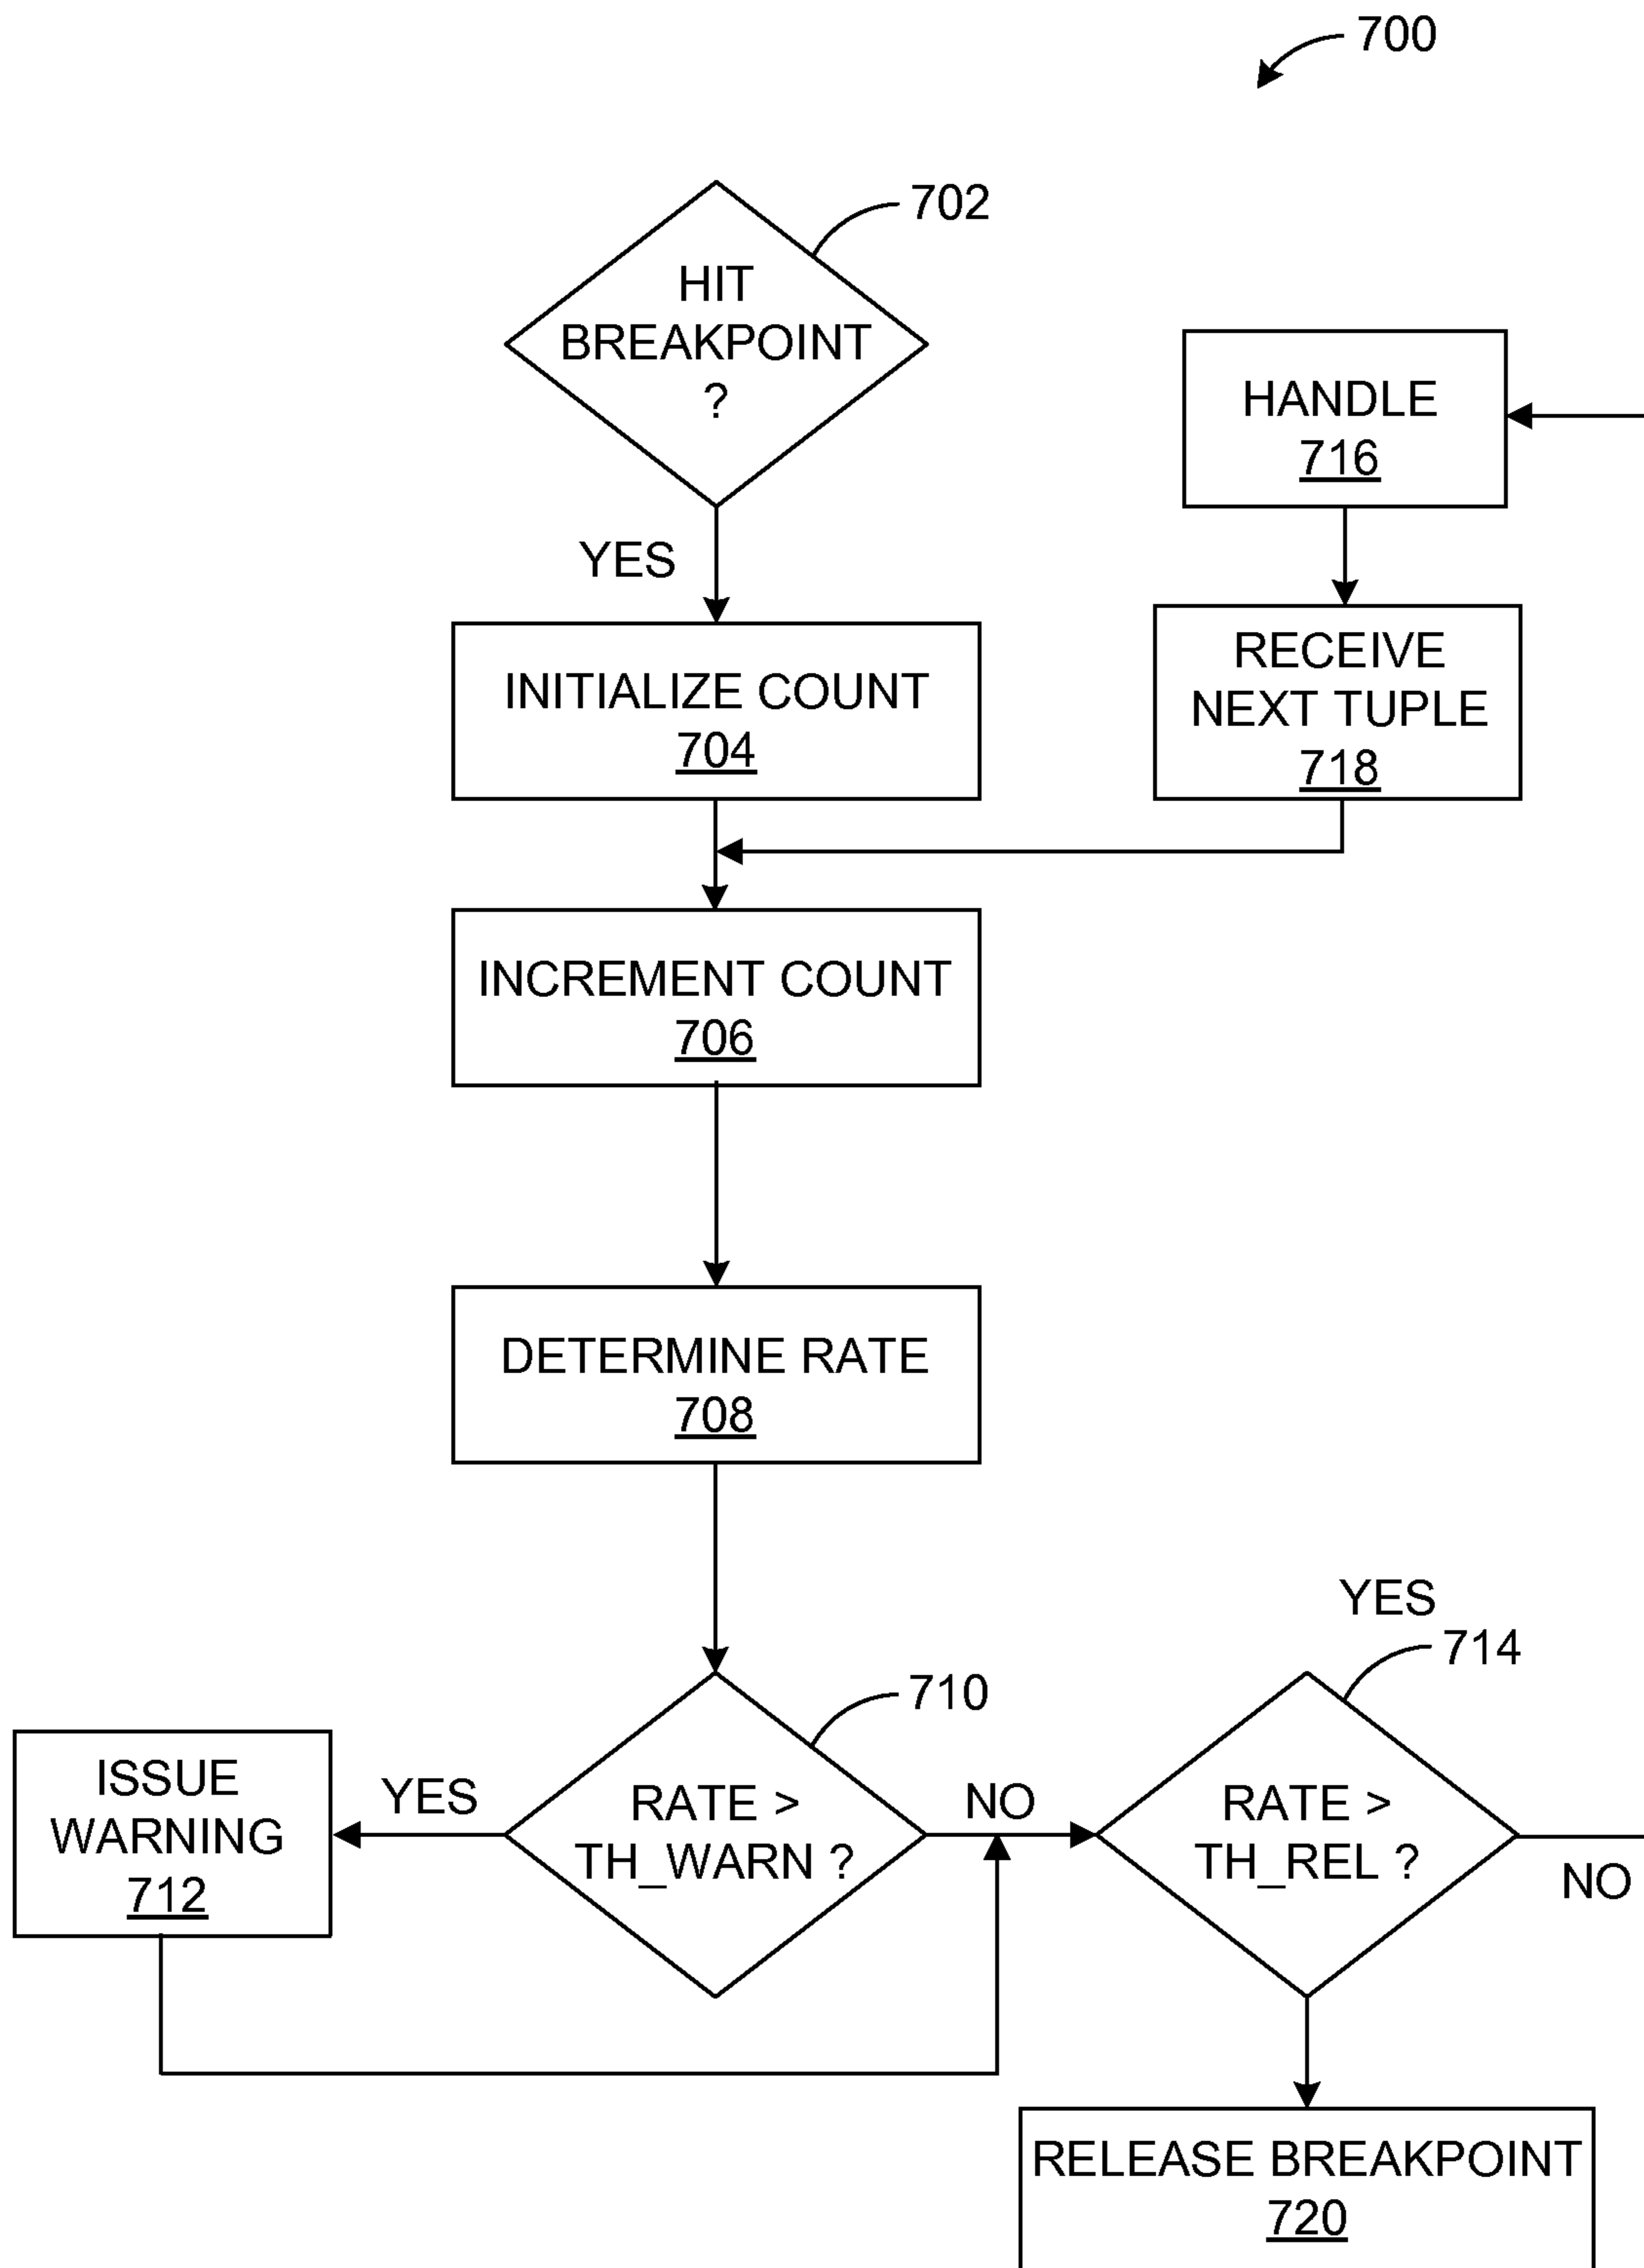 700
702
HIT
BREAKPOINT
?
HANDLE
716
YES
INITIALIZE COUNT
704
RECEIVE
NEXT TUPLE
718
INCREMENT COUNT
706
DETERMINE RATE
708
YES
714
710
ISSUE
WARNING
712
YES
RATE >
TH_WARN ?
NO
RATE >
TH_REL ?
NO
RELEASE BREAKPOINT
720